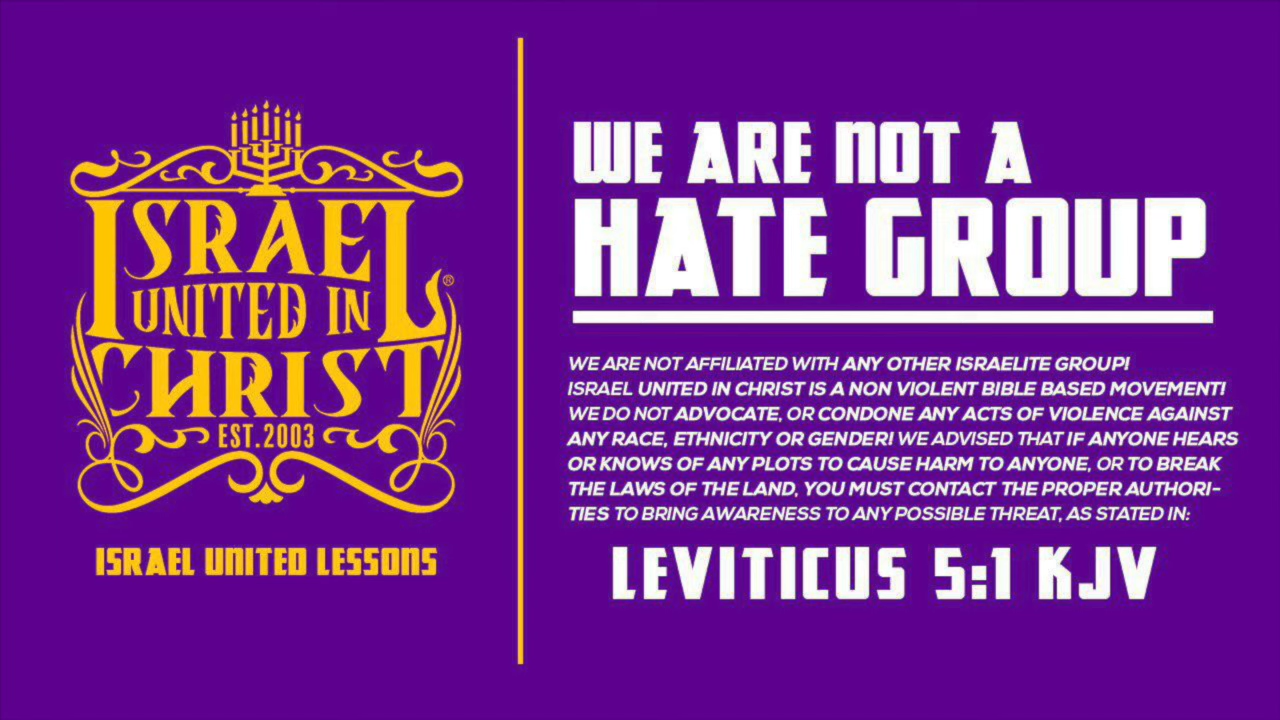 ISRAEL
UNITED IN
CHRIST
®
EST.2003
ISRAEL UNITED LESSONS
WE ARE NOT A
HATE GROUP
WE ARE NOT AFFILIATED WITH ANY OTHER ISRAELITE GROUP!
ISRAEL UNITED IN CHRIST IS A NON VIOLENT BIBLE BASED MOVEMENT!
WE DO NOT ADVOCATE, OR CONDONE ANY ACTS OF VIOLENCE AGAINST
ANY RACE, ETHNICITY OR GENDER! WE ADVISED THAT IF ANYONE HEARS
OR KNOWS OF ANY PLOTS TO CAUSE HARM TO ANYONE, OR TO BREAK
THE LAWS OF THE LAND, YOU MUST CONTACT THE PROPER AUTHORI-
TIES TO BRING AWARENESS TO ANY POSSIBLE THREAT, AS STATED IN:
LEVITICUS 5:1 KJV